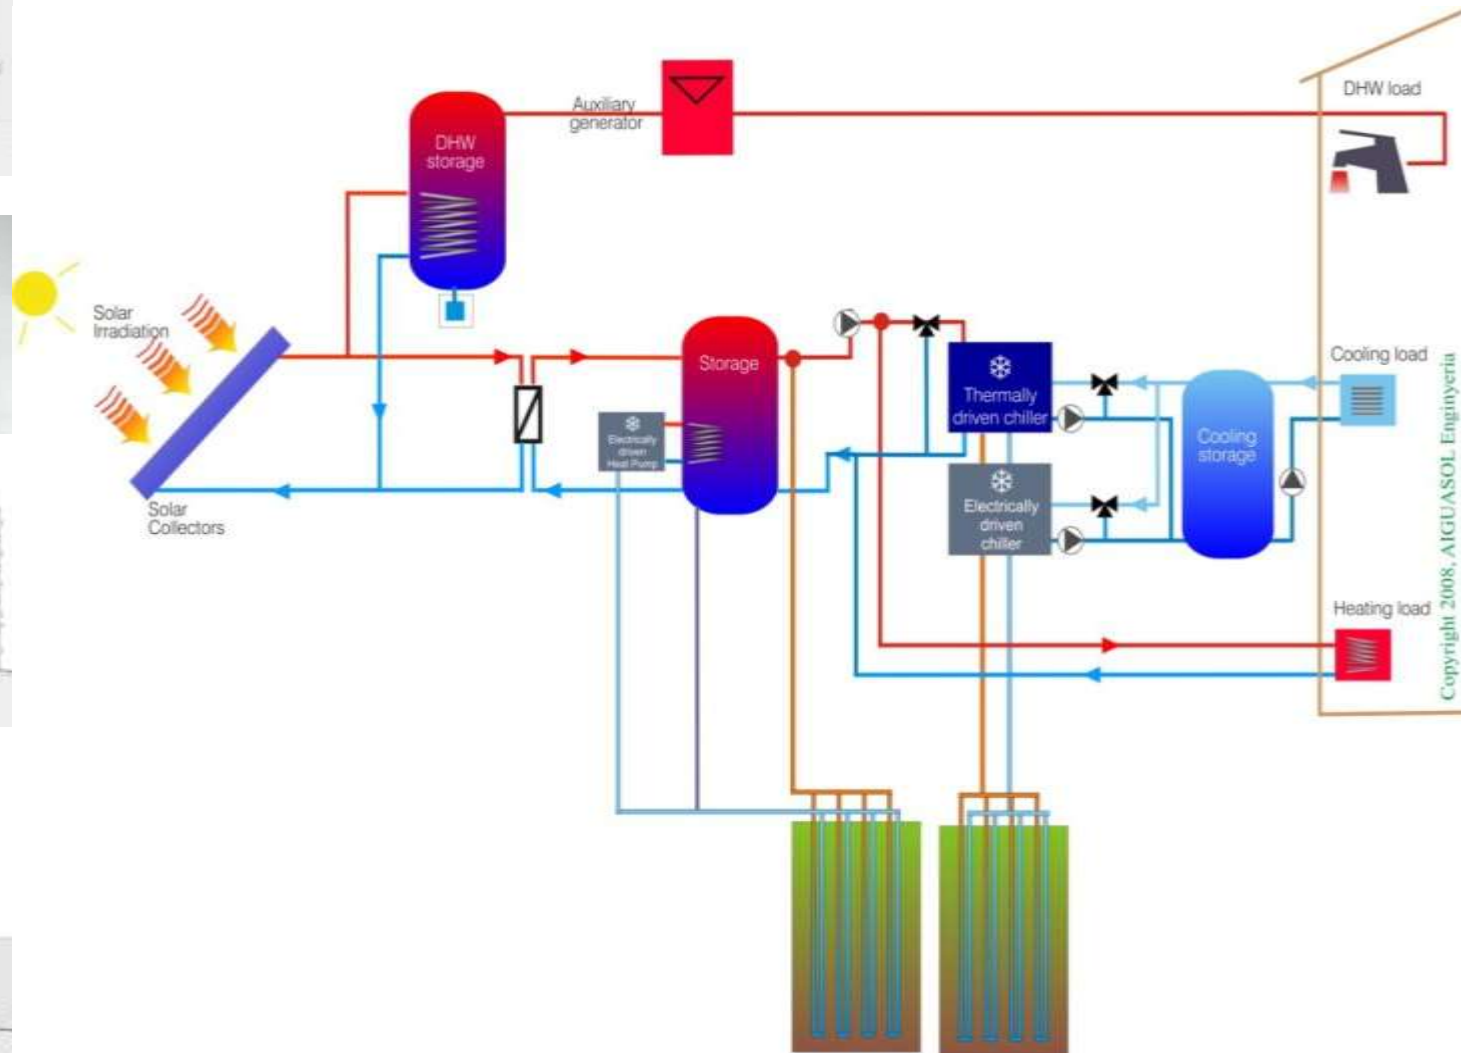 DHW load
Auxiliary
generator
DHW
storage
Solar
Irradiation
Storage
Cooling load
Thermally
driven chiller
Electrically
driven
Heat Pump
Cooling
storage
Electrically
driven
chiller
Solar
Collectors
Heating load
Copyright 2008, AIGUASOL Enginyeria